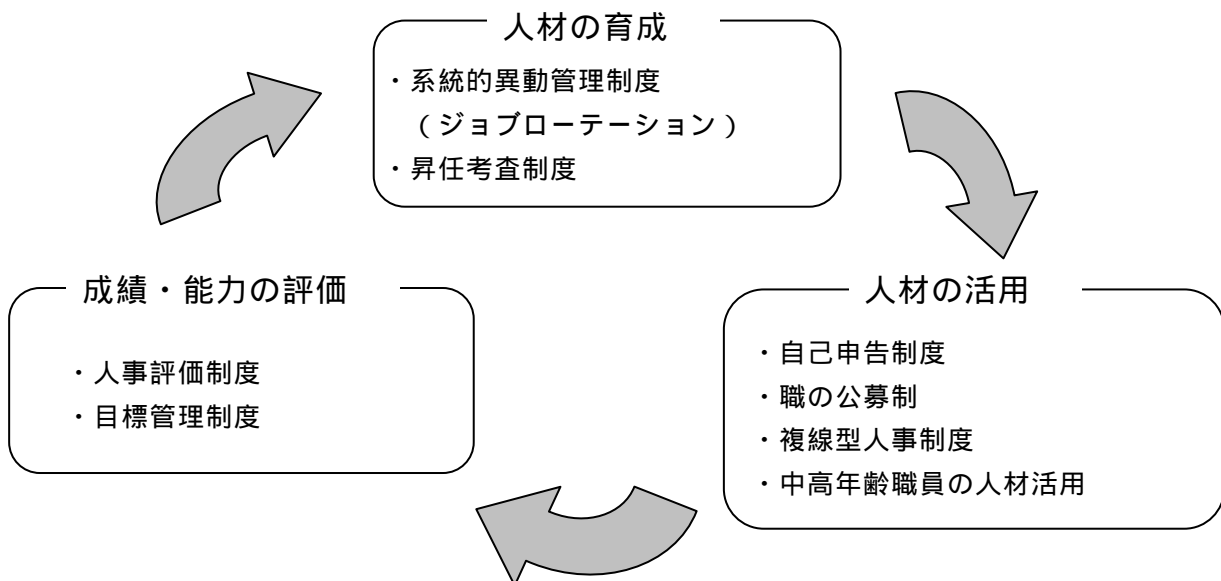 人材の育成
・系統的異動管理制度
（ジョブローテーション）
・昇任考査制度
成績・能力の評価
・人事評価制度
・目標管理制度
人材の活用
・自己申告制度
・職の公募制
・複線型人事制度
・中高年齢職員の人材活用